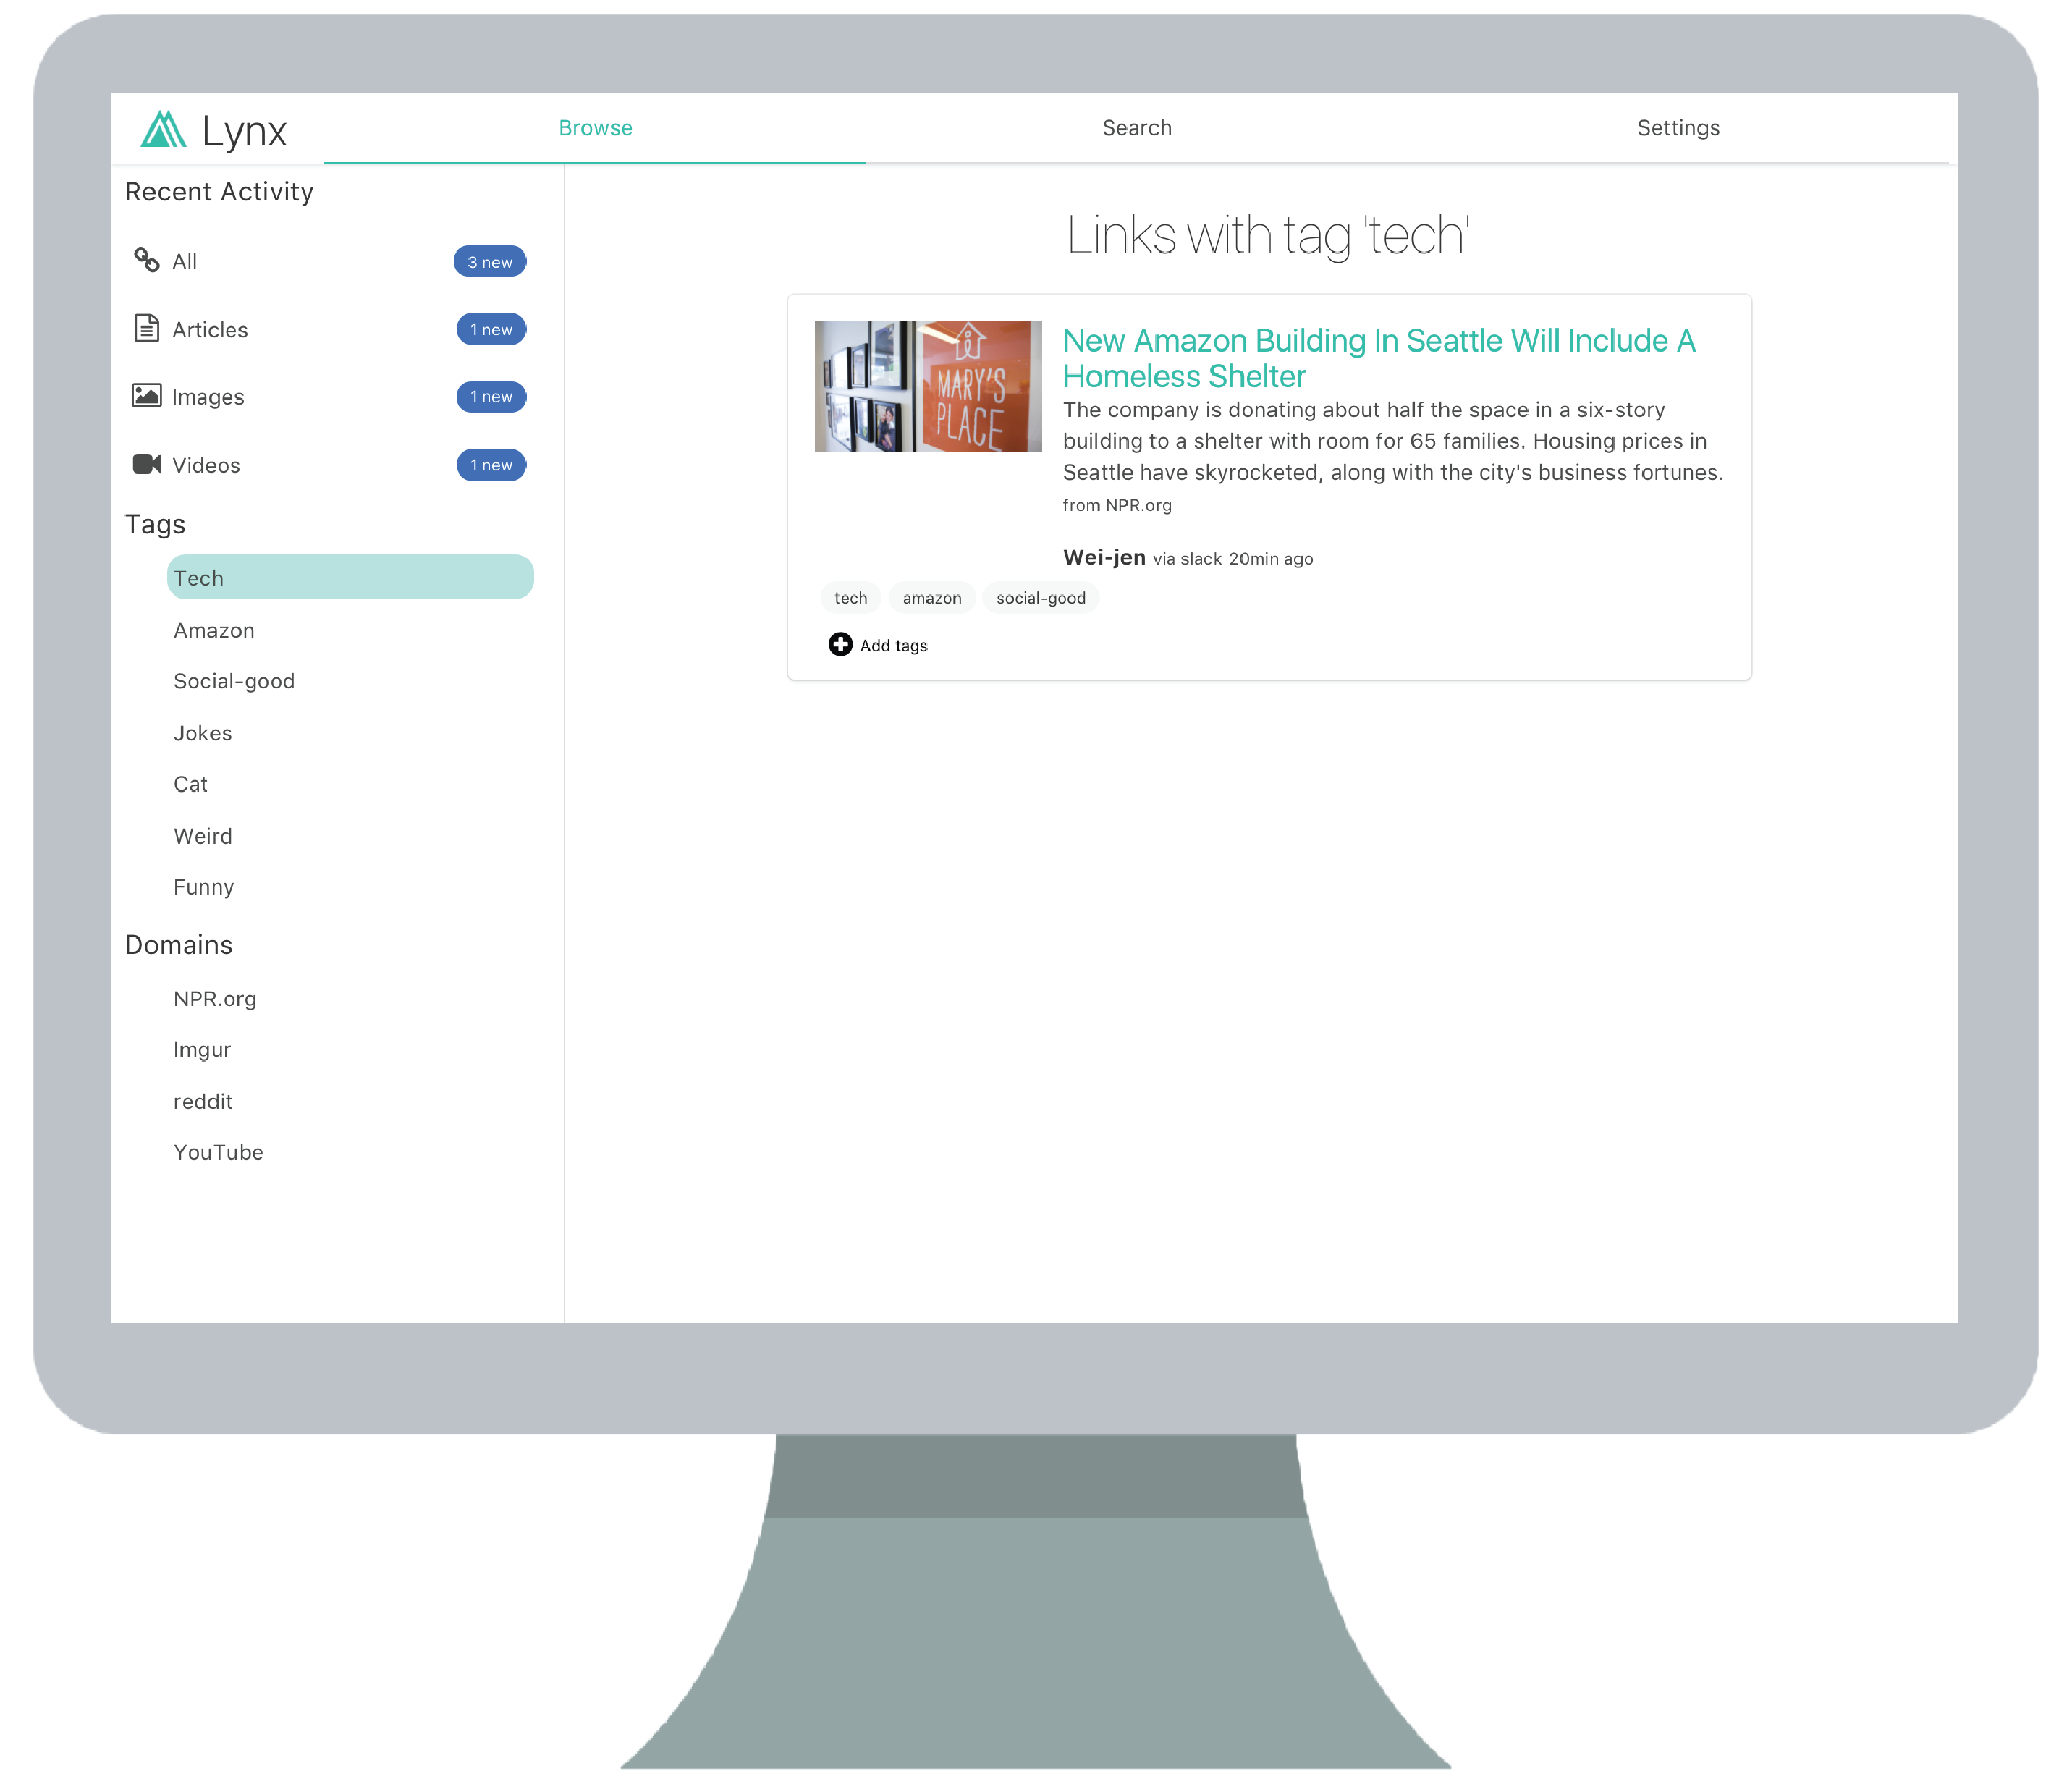 Lynx
Browse
Search
Settings
Recent Activity
All
3 new
Articles
1 new
Images
1 new
Videos
1 new
Tags
Tech
Amazon
Social-good
Jokes
Cat
Weird
Funny
Domains
NPR.org
Imgur
reddit
YouTube
Links with tag 'tech'
MARY'S
PLACE
New Amazon Building In Seattle Will Include A
Homeless Shelter
The company is donating about half the space in a six-story
building to a shelter with room for 65 families. Housing prices in
Seattle have skyrocketed, along with the city's business fortunes.
from NPR.org
Wei-jen via slack 20min ago
tech amazon social-good
Add tags